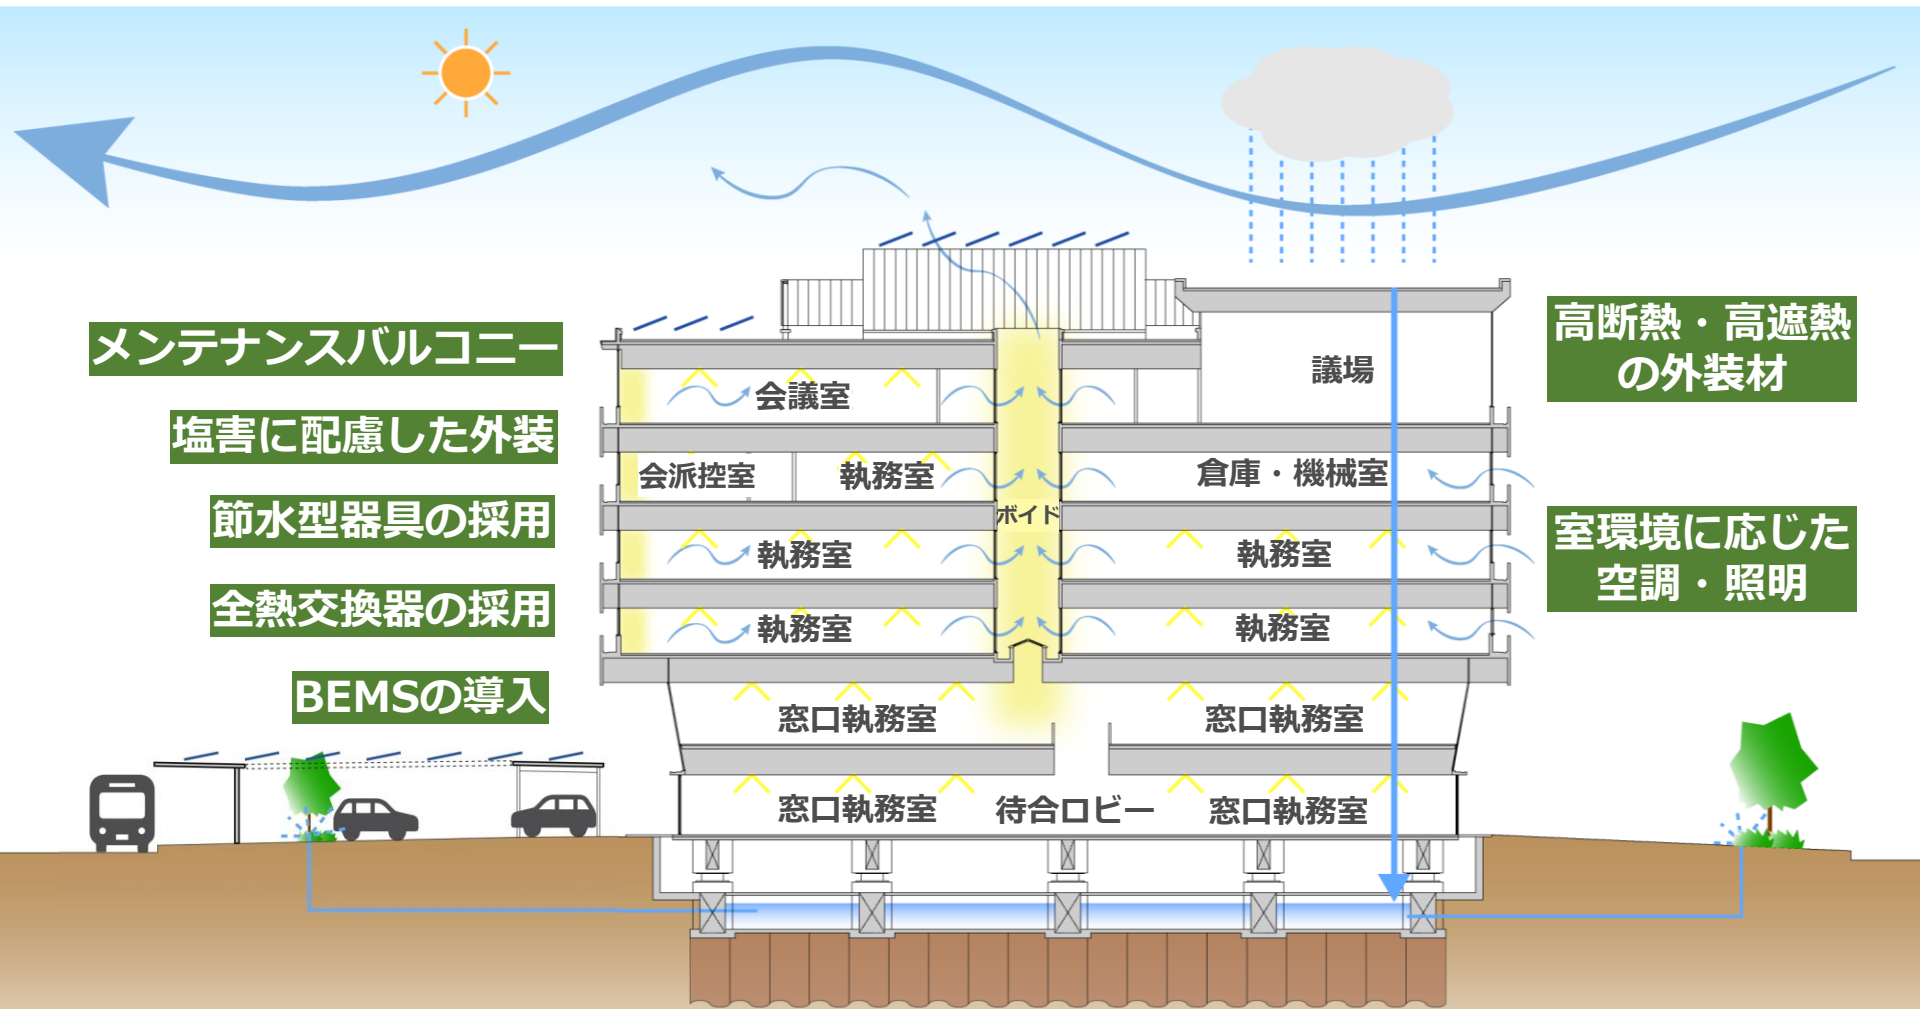 メンテナンスバルコニー
塩害に配慮した外装
節水型器具の採用
全熱交換器の採用
BEMSの導入
会議室
議場
会派控室
執務室
倉庫・機械室
ボイド
執務室
執務室
執務室
執務室
窓口執務室
窓口執務室
窓口執務室
待合ロビー
窓口執務室
高断熱・高遮熱
の外装材
室環境に応じた
空調・照明